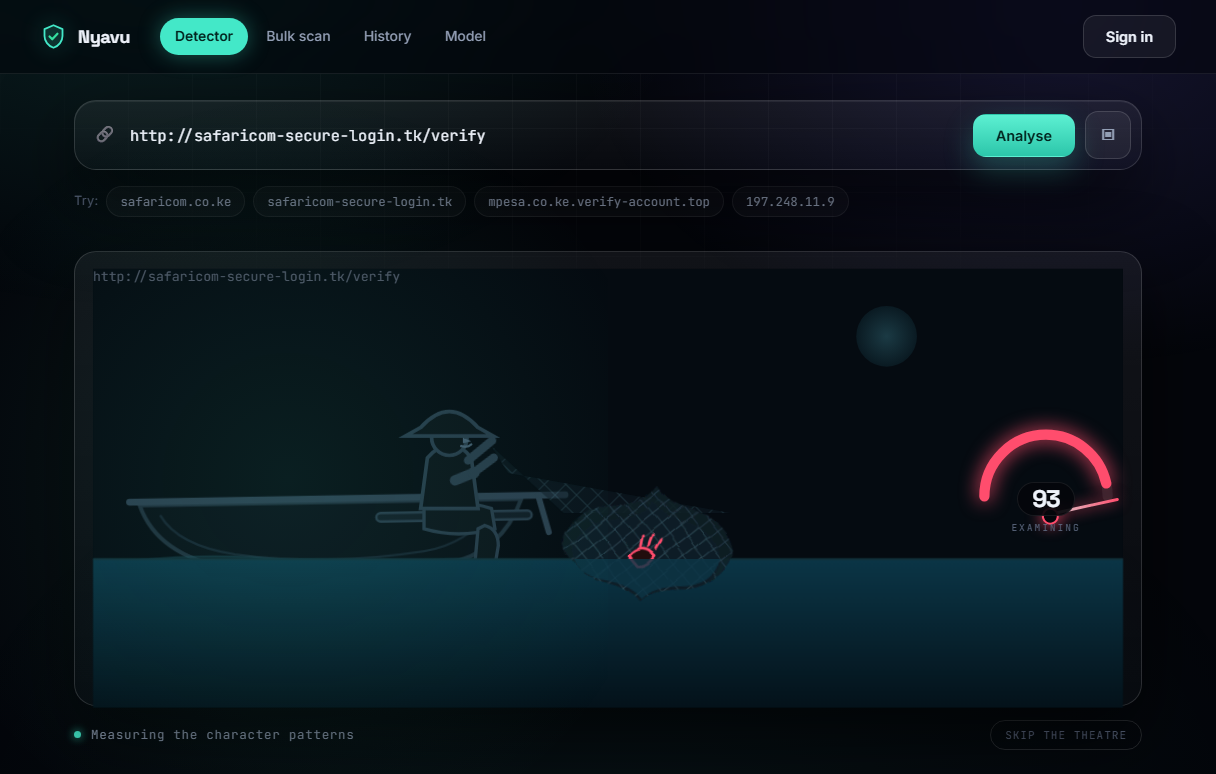 Nyavu
Detector
Bulk scan
History
Model
Sign in
http://safaricom-secure-login.tk/verify
Analyse
Try:
safaricom.co.ke
safaricom-secure-login.tk
mpesa.co.ke.verify-account.top
197.248.11.9
http://safaricom-secure-login.tk/verify
93
EXAMINING
Measuring the character patterns
SKIP THE THEATRE